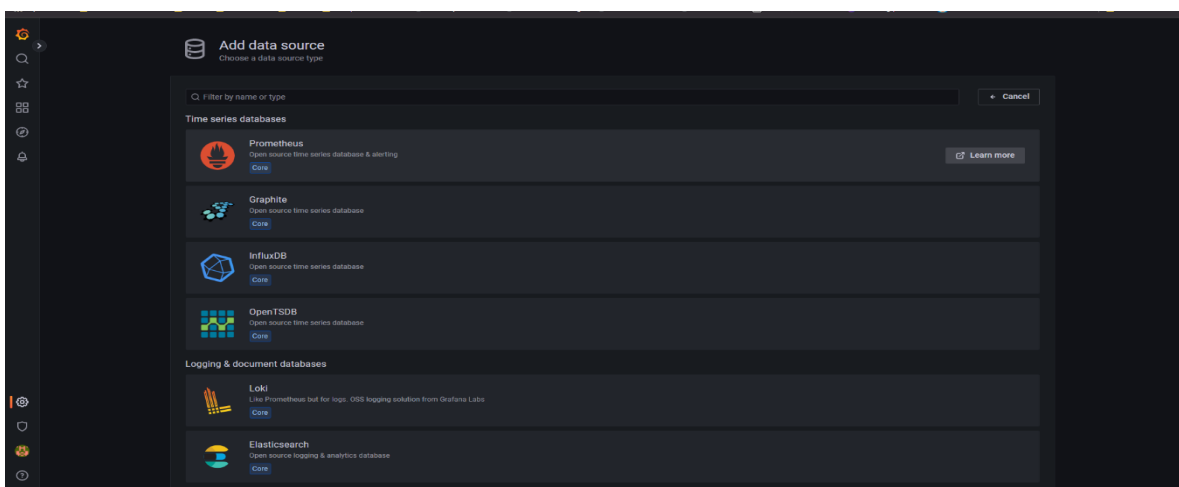 Add data source
Choose a data source type
Filter by name or type
Cancel
Time series databases
Prometheus
Open source time series database & alerting
Core
Learn more
Graphite
Open source time series database
Core
InfluxDB
Open source time series database
Core
OpenTSDB
Open source time series database
Core
Logging & document databases
Loki
Like Prometheus but for logs. OSS logging solution from Grafana Labs
Core
Elasticsearch
Open source logging & analytics database
Core